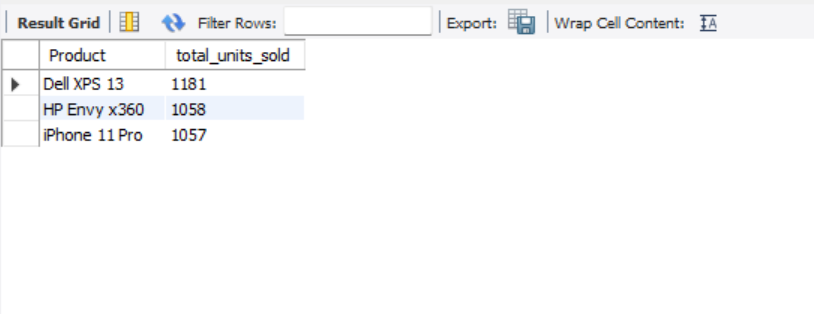 Result Grid Filter Rows: Export: Wrap Cell Content: IA
Product total_units_sold
Dell XPS 13 1181
HP Envy x360 1058
iPhone 11 Pro 1057